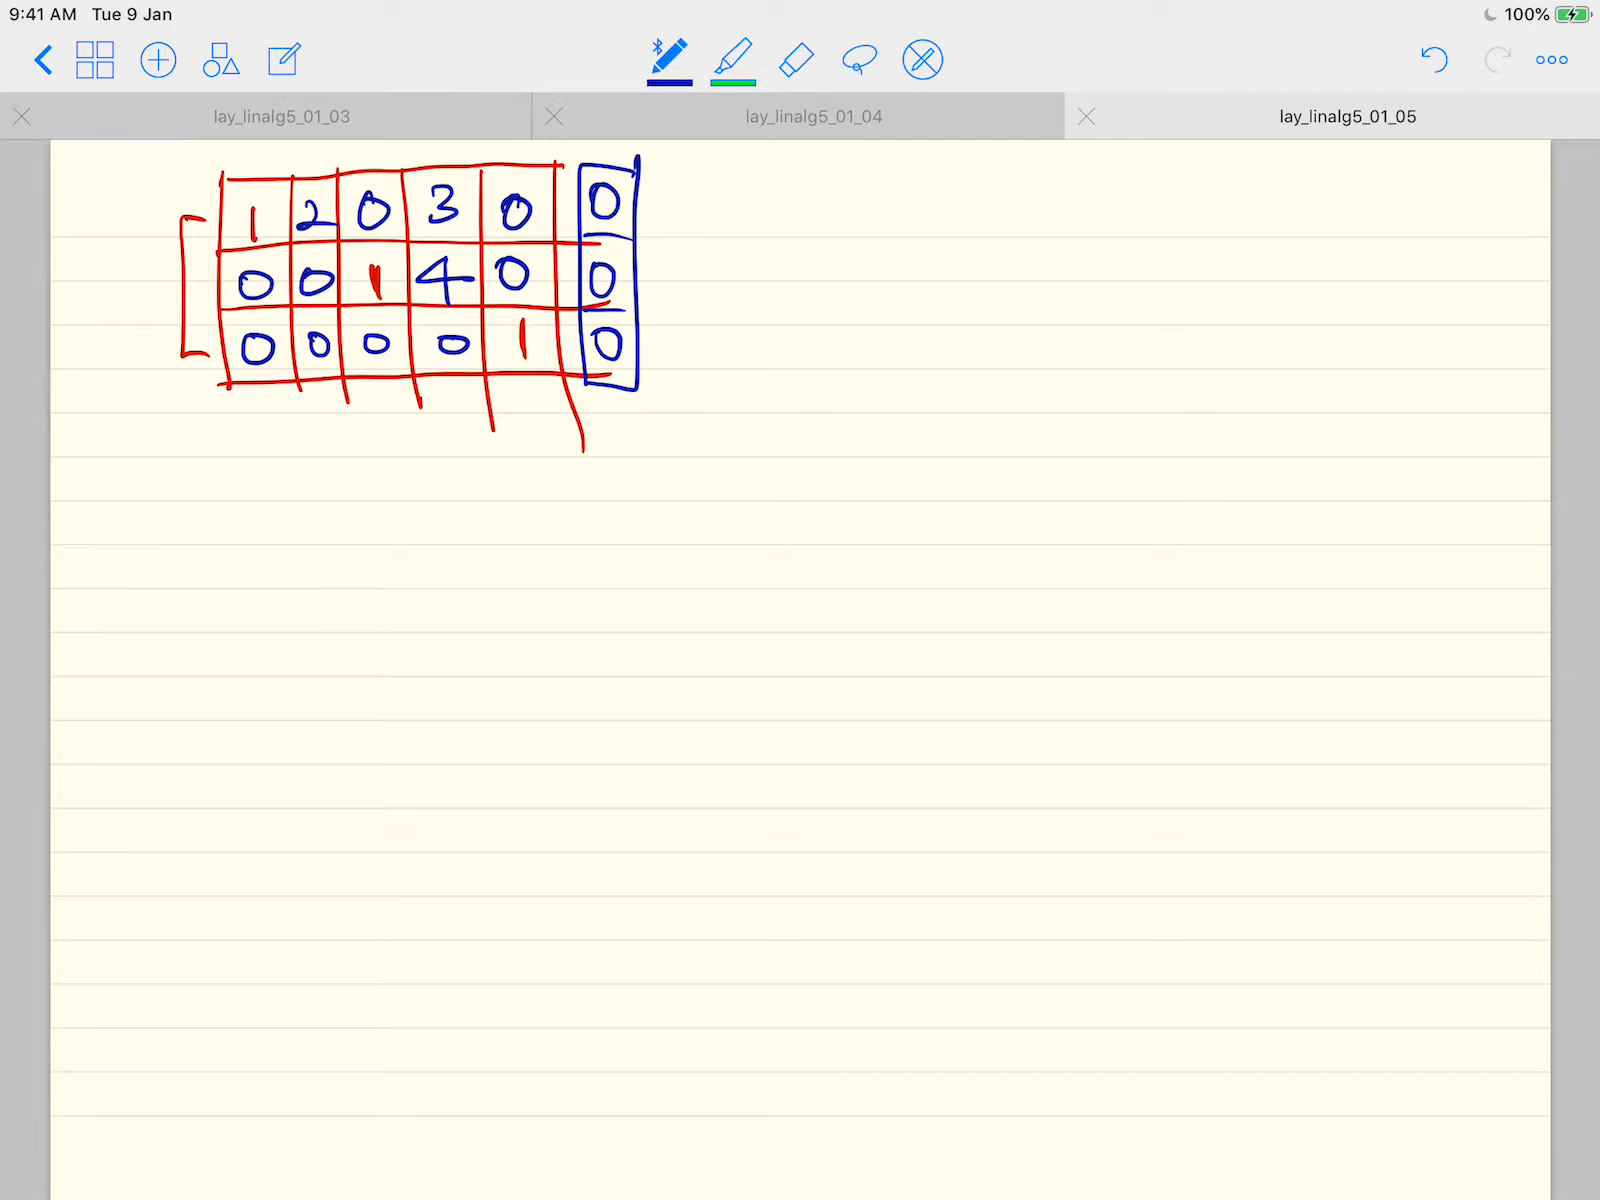 9:41 AM Tue 9 Jan 100%
lay_linalg5_01_03 lay_linalg5_01_04 lay_linalg5_01_05
1 2 0 3 0 0
0 0 1 4 0 0
0 0 0 0 1 0